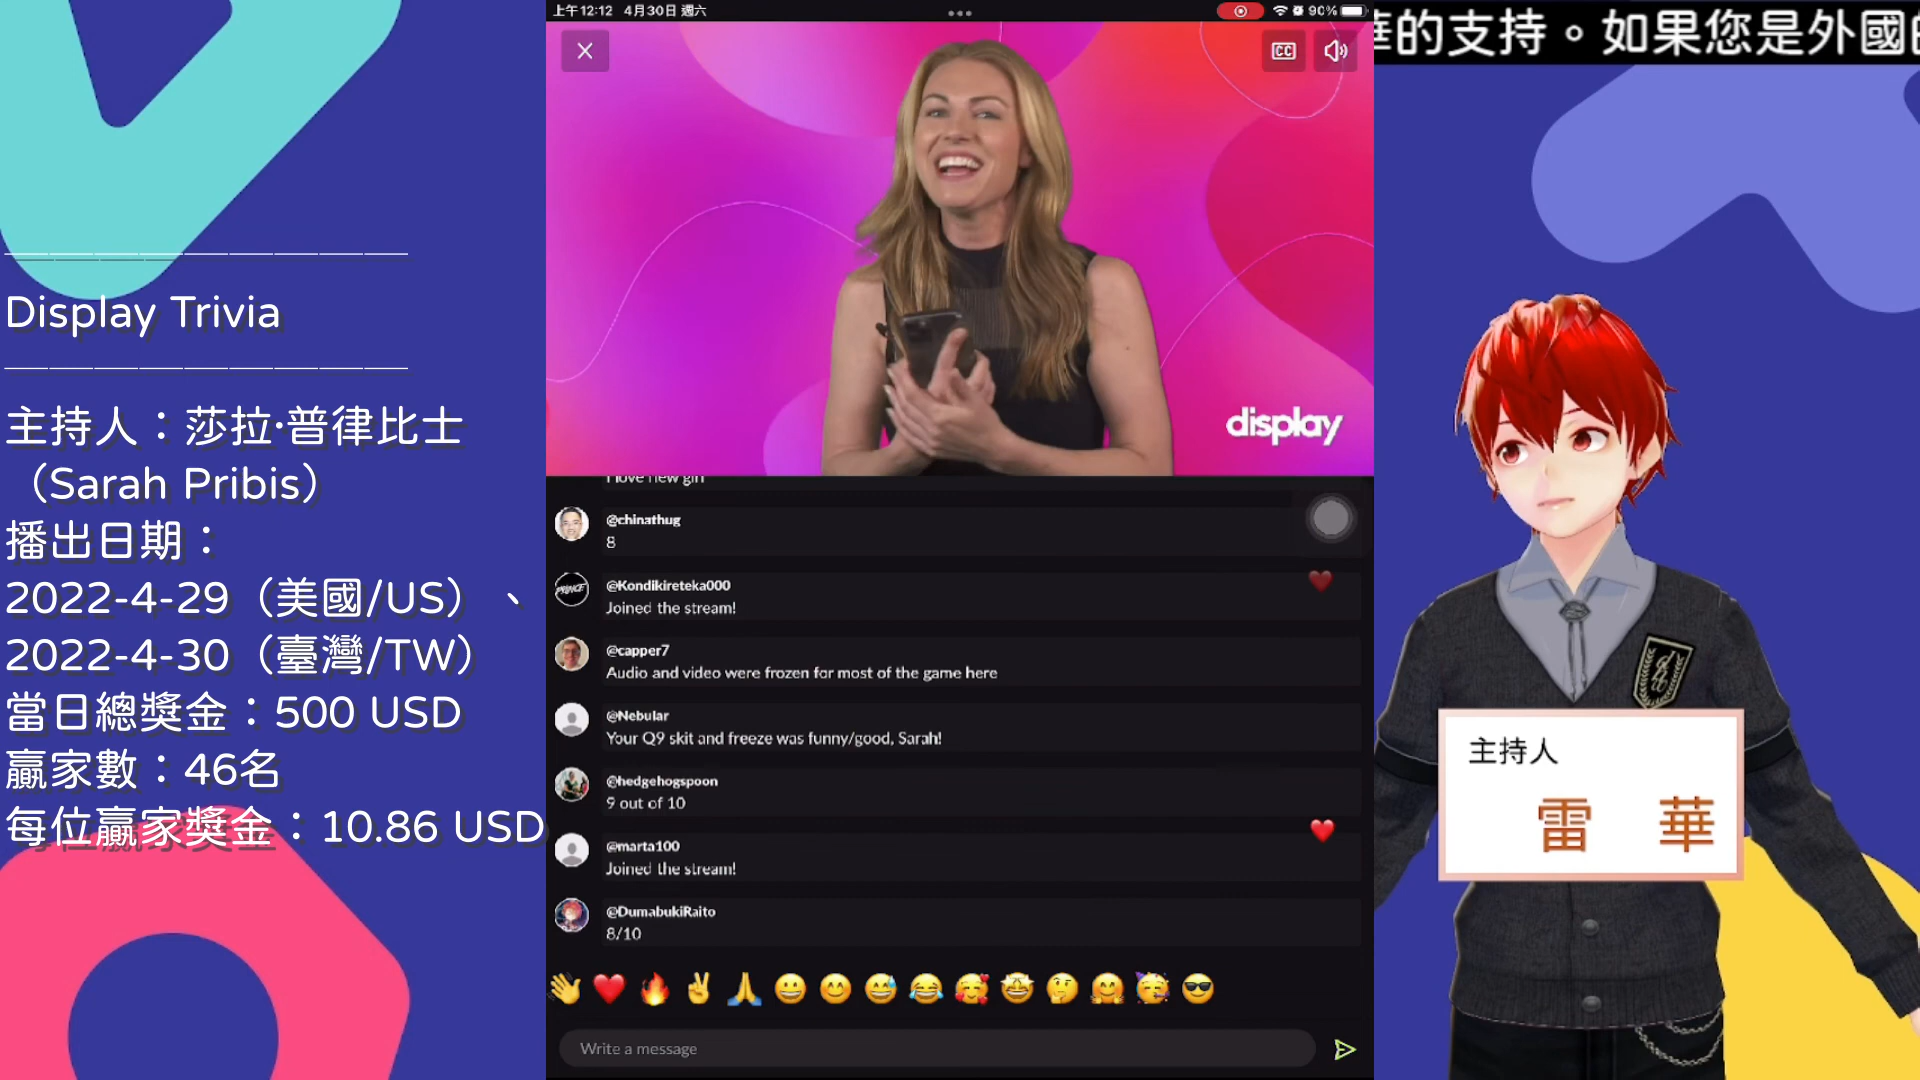 上午12:12 4月30日 週六
90%
華的支持。如果您是外國
CC
display
Display Trivia
主持人：莎拉·普律比士
（Sarah Pribis）
播出日期：
2022-4-29（美國/US）、
2022-4-30（臺灣/TW）
當日總獎金：500 USD
贏家數：46名
每位贏家獎金：10.86 USD
I love new girl
@chinathug
8
@Kondikireteka000
Joined the stream!
@capper7
Audio and video were frozen for most of the game here
@Nebular
Your Q9 skit and freeze was funny/good, Sarah!
@hedgehogspoon
9 out of 10
@marta100
Joined the stream!
@DumabukiRaito
8/10
Write a message
主持人
雷 華